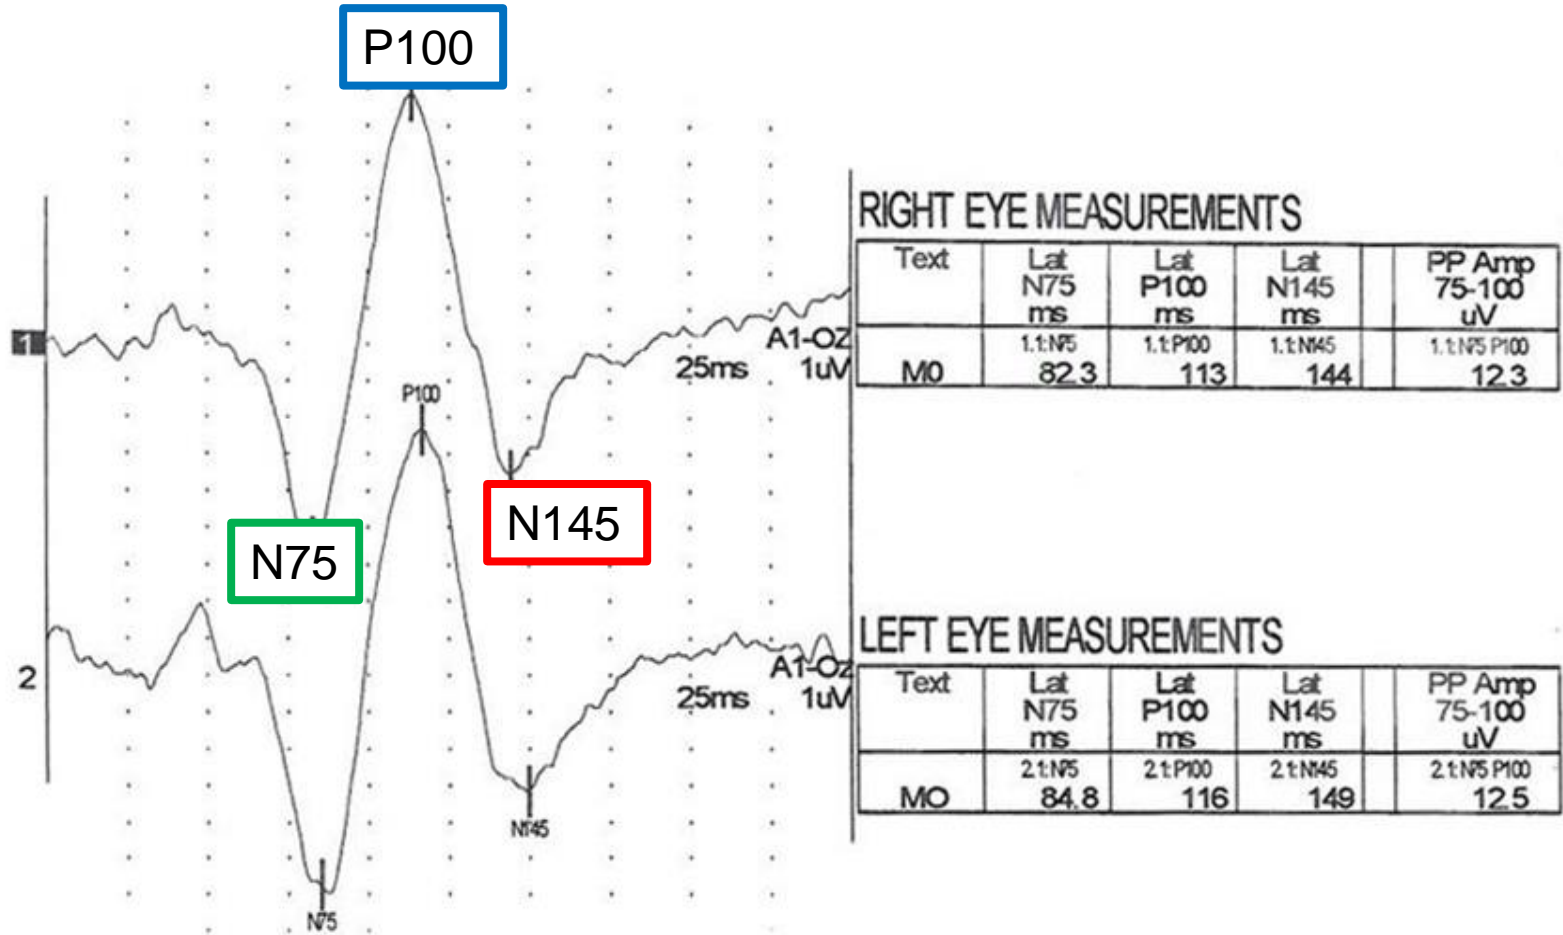 P100
1
A1-OZ
25ms 1uV
P100
N75
N145
2
A1-Oz
25ms 1uV
N145
N75
RIGHT EYE MEASUREMENTS
Text Lat N75 ms Lat P100 ms Lat N145 ms PP Amp 75-100 uV
1.1:N75 1.1:P100 1.1:N145 1.1:N75 P100
M0 82.3 113 144 12.3
LEFT EYE MEASUREMENTS
Text Lat N75 ms Lat P100 ms Lat N145 ms PP Amp 75-100 uV
2.1:N75 2.1:P100 2.1:N145 2.1:N75 P100
MO 84.8 116 149 12.5